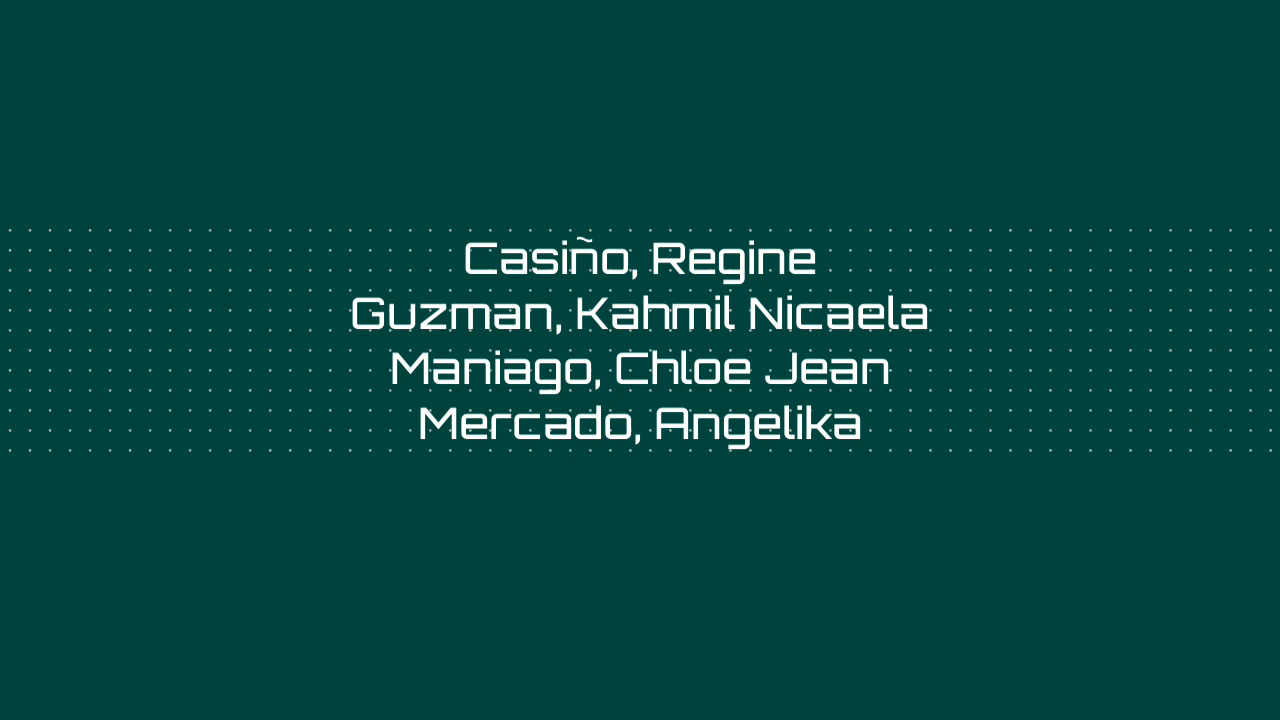 Casiño, Regine
Guzman, Kahmil Nicaela
Maniago, Chloe Jean
Mercado, Angelika